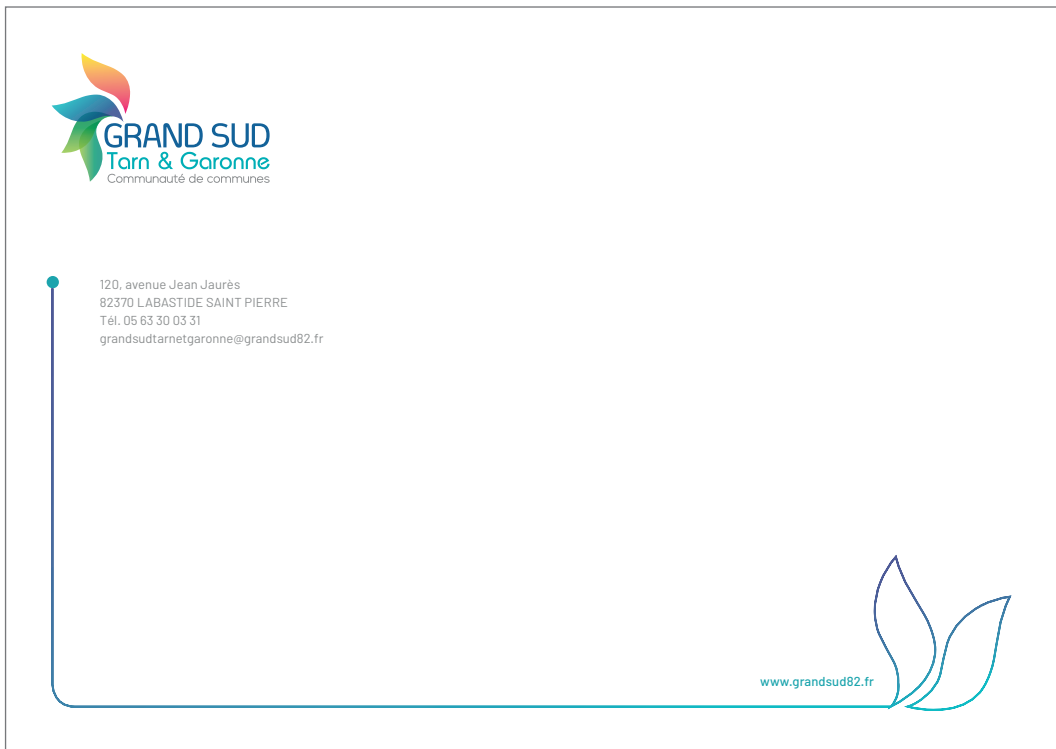 GRAND SUD
Tarn & Garonne
Communauté de communes
120, avenue Jean Jaurès
82370 LABASTIDE SAINT PIERRE
Tél. 05 63 30 03 31
grandsudtarnetgaronne@grandsud82.fr
www.grandsud82.fr